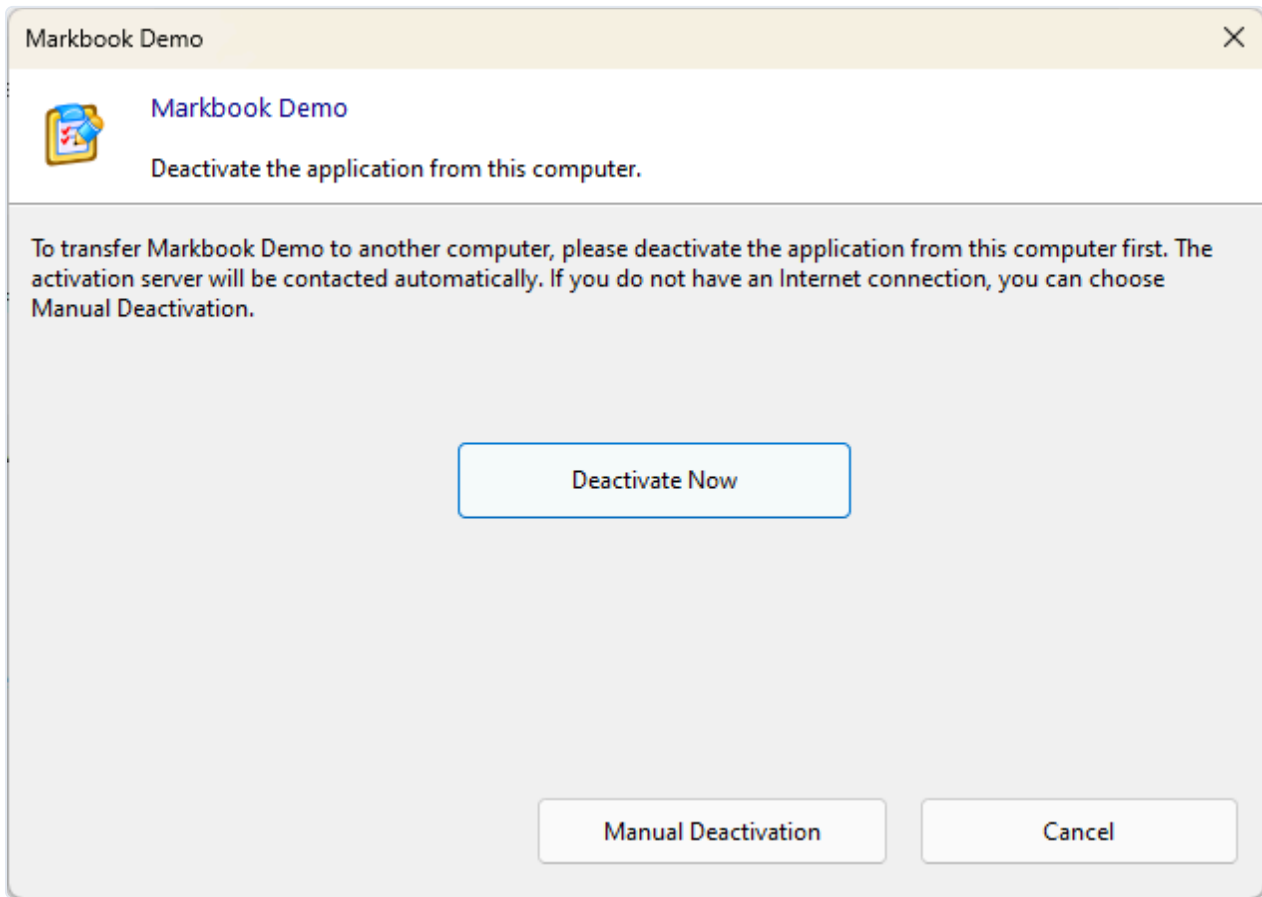 Markbook Demo
Markbook Demo
Deactivate the application from this computer.
To transfer Markbook Demo to another computer, please deactivate the application from this computer first. The
activation server will be contacted automatically. If you do not have an Internet connection, you can choose
Manual Deactivation.
Deactivate Now
Manual Deactivation
Cancel